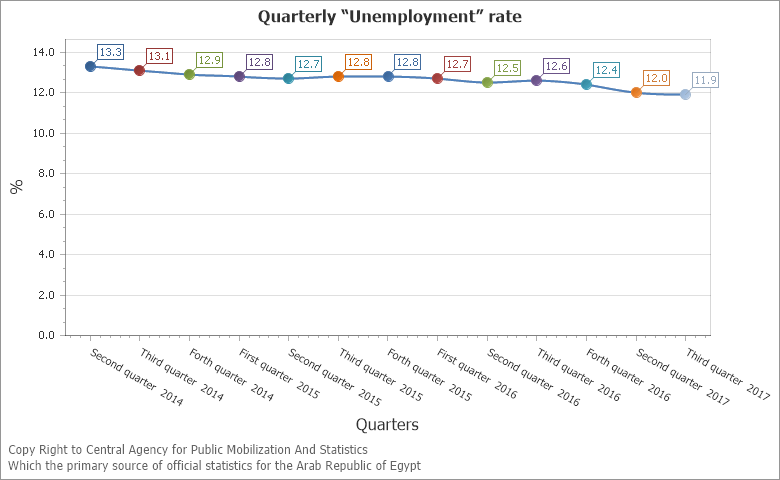 Quarterly “Unemployment” rate
14.0
12.0
10.0
8.0
6.0
4.0
2.0
0.0
%
13.3
13.1
12.9
12.8
12.7
12.8
12.8
12.7
12.5
12.6
12.4
12.0
11.9
Second quarter 2014
Third quarter 2014
Forth quarter 2014
First quarter 2015
Second quarter 2015
Third quarter 2015
Forth quarter 2015
First quarter 2016
Second quarter 2016
Third quarter 2016
Forth quarter 2016
Second quarter 2017
Third quarter 2017
Quarters
Copy Right to Central Agency for Public Mobilization And Statistics
Which the primary source of official statistics for the Arab Republic of Egypt